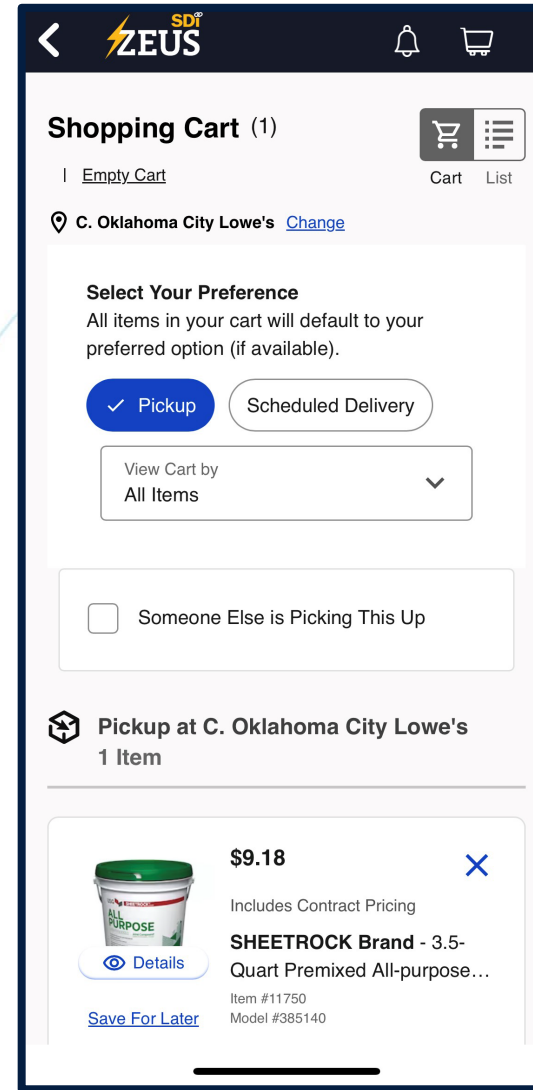 SDi
ZEUS
Shopping Cart (1)
| Empty Cart
Cart List
C. Oklahoma City Lowe's Change
Select Your Preference
All items in your cart will default to your
preferred option (if available).
Pickup
Scheduled Delivery
View Cart by
All Items
Someone Else is Picking This Up
Pickup at C. Oklahoma City Lowe's
1 Item
$9.18
Includes Contract Pricing
SHEETROCK Brand - 3.5-
Quart Premixed All-purpose…
Item #11750
Model #385140
SHEETROCK
ALL
PURPOSE
Details
Save For Later